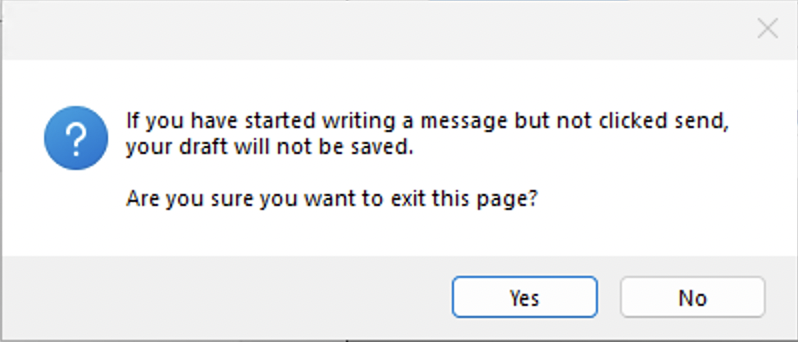 If you have started writing a message but not clicked send,
your draft will not be saved.
Are you sure you want to exit this page?
Yes No